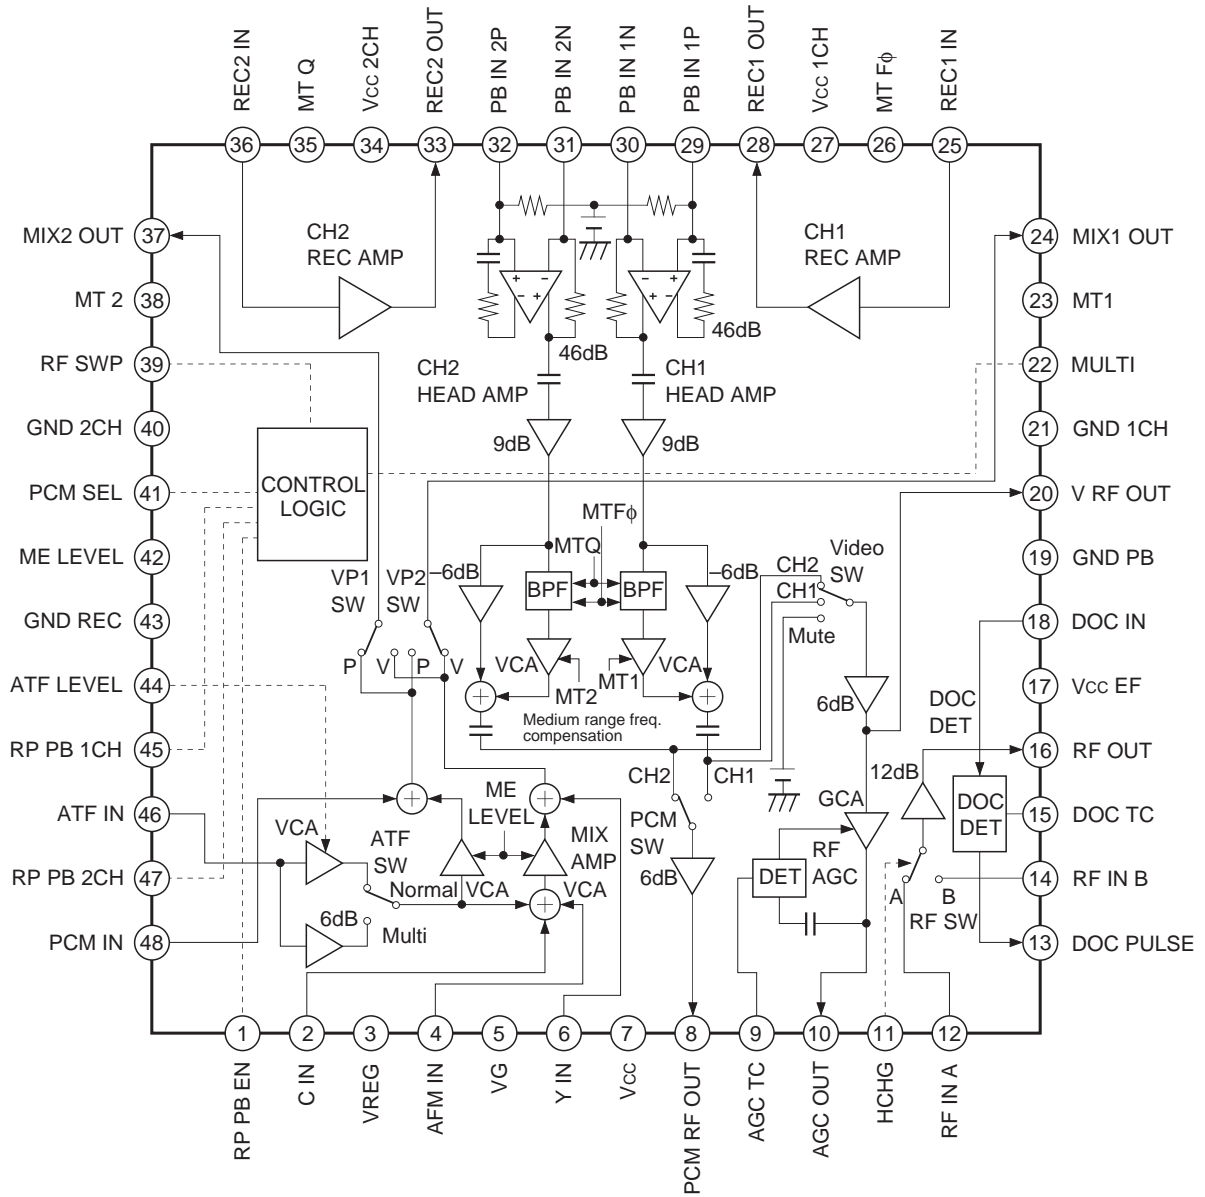 REC2 IN
MT Q
Vcc 2CH
REC2 OUT
PB IN 2P
PB IN 2N
PB IN 1N
PB IN 1P
REC1 OUT
Vcc 1CH
MT Fϕ
REC1 IN
36
35
34
33
32
31
30
29
28
27
26
25
MIX2 OUT 37
MT 2 38
RF SWP 39
GND 2CH 40
PCM SEL 41
ME LEVEL 42
GND REC 43
ATF LEVEL 44
RP PB 1CH 45
ATF IN 46
RP PB 2CH 47
PCM IN 48
24 MIX1 OUT
23 MT1
22 MULTI
21 GND 1CH
20 V RF OUT
19 GND PB
18 DOC IN
17 Vcc EF
16 RF OUT
15 DOC TC
14 RF IN B
13 DOC PULSE
CH2
REC AMP
CH1
REC AMP
+ −
− +
− +
+ −
46dB
46dB
CH2
HEAD AMP
CH1
HEAD AMP
9dB
9dB
CONTROL
LOGIC
MTFϕ
MTQ
BPF
BPF
–6dB
–6dB
VP1
SW
VP2
SW
P
V
P
V
VCA
MT2
MT1
VCA
+
+
Medium range freq.
compensation
CH2
CH1
Video
SW
Mute
6dB
DOC
DET
12dB
DOC
DET
CH2
CH1
PCM
SW
6dB
GCA
RF
AGC
DET
A
B
RF SW
+
ME
LEVEL
+
MIX
AMP
VCA
ATF
SW
Normal
VCA
VCA
+
6dB
Multi
1
2
3
4
5
6
7
8
9
10
11
12
RP PB EN
C IN
VREG
AFM IN
VG
Y IN
Vcc
PCM RF OUT
AGC TC
AGC OUT
HCHG
RF IN A